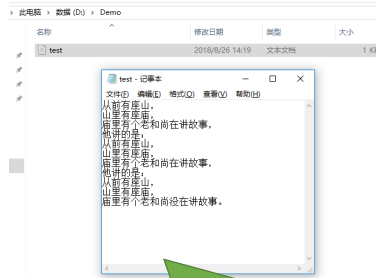 此电脑 › 数据 (D:) › Demo
名称 修改日期 类型 大小
test 2018/8/26 14:19 文本文档 1 K
test - 记事本
文件(F) 编辑(E) 格式(O) 查看(V) 帮助(H)
从前有座山，
山里有座庙，
庙里有个老和尚在讲故事，
他讲的是：
从前有座山，
山里有座庙，
庙里有个老和尚在讲故事，
他讲的是：
从前有座山，
山里有座庙，
庙里有个老和尚没在讲故事。